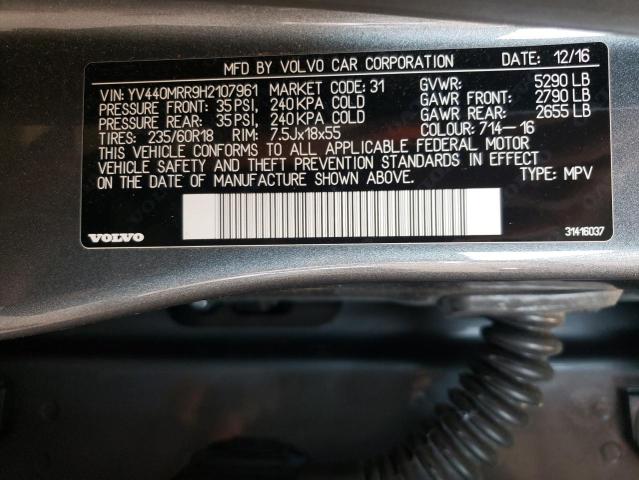 MFD BY VOLVO CAR CORPORATION DATE: 12/16
VIN: YV440MRR9H2107961 MARKET CODE: 31 GVWR: 5290 LB
PRESSURE FRONT: 35 PSI, 240 KPA COLD GAWR FRONT: 2790 LB
PRESSURE REAR: 35 PSI, 240 KPA COLD GAWR REAR: 2655 LB
TIRES: 235/60R18 RIM: 7.5Jx18x55 COLOUR: 714-16
THIS VEHICLE CONFORMS TO ALL APPLICABLE FEDERAL MOTOR
VEHICLE SAFETY AND THEFT PREVENTION STANDARDS IN EFFECT
ON THE DATE OF MANUFACTURE SHOWN ABOVE. TYPE: MPV
VOLVO 31416037